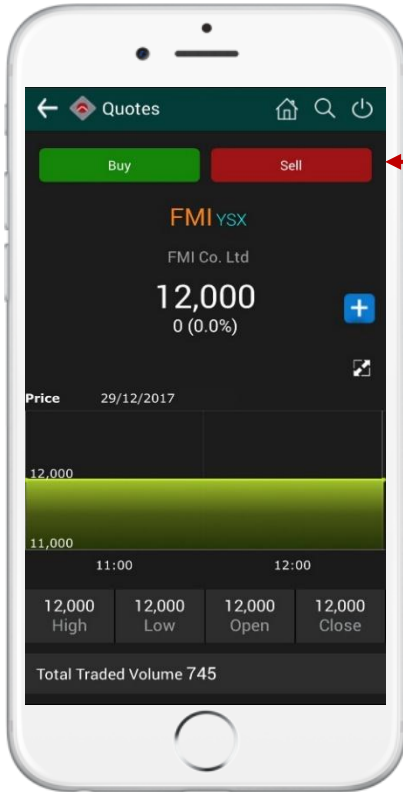 Quotes
Buy Sell
FMI YSX
FMI Co. Ltd
12,000
0 (0.0%)
Price 29/12/2017
12,000
11,000
11:00 12:00
12,000 12,000 12,000 12,000
High Low Open Close
Total Traded Volume 745